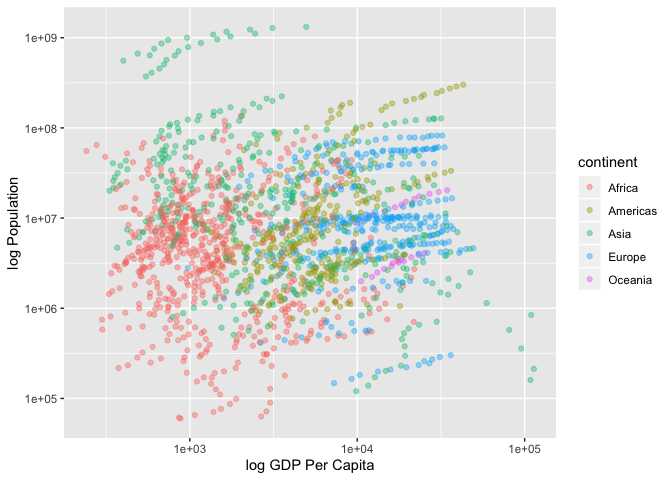 1e+09
1e+08
1e+07
1e+06
1e+05
log Population
1e+03
1e+04
1e+05
log GDP Per Capita
continent
Africa
Americas
Asia
Europe
Oceania